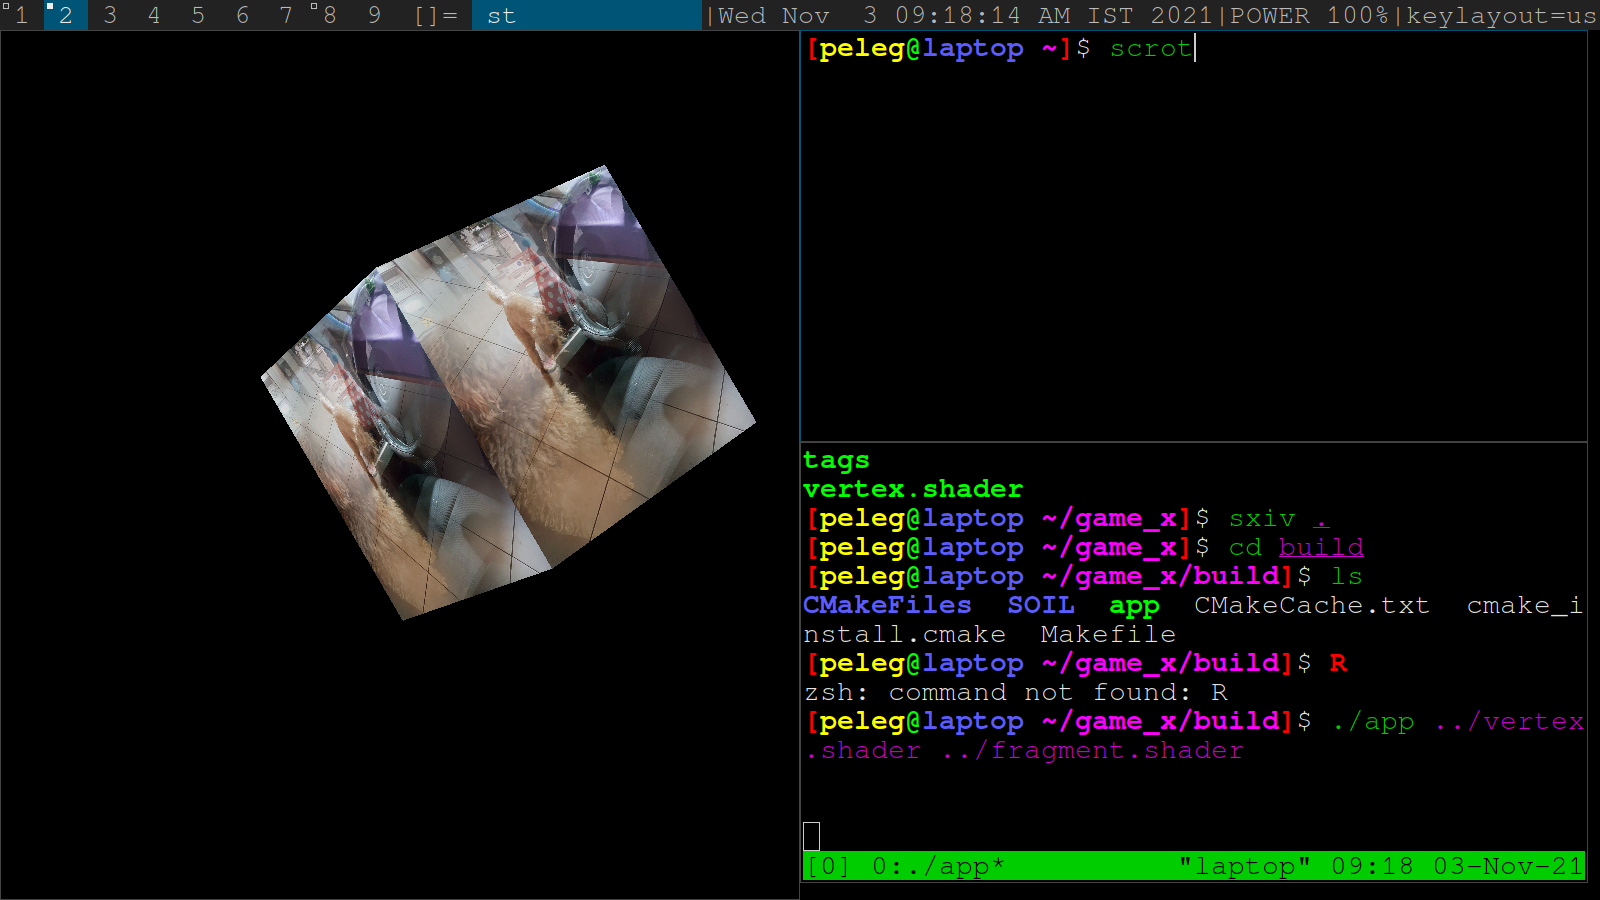 1 2 3 4 5 6 7 8 9 []= st |Wed Nov  3 09:18:14 AM IST 2021|POWER 100%|keylayout=us
[peleg@laptop ~]$ scrot
tags
vertex.shader
[peleg@laptop ~/game_x]$ sxiv .
[peleg@laptop ~/game_x]$ cd build
[peleg@laptop ~/game_x/build]$ ls
CMakeFiles  SOIL  app  CMakeCache.txt  cmake_i
nstall.cmake  Makefile
[peleg@laptop ~/game_x/build]$ R
zsh: command not found: R
[peleg@laptop ~/game_x/build]$ ./app ../vertex
.shader ../fragment.shader
[0] 0:./app* "laptop" 09:18 03-Nov-21